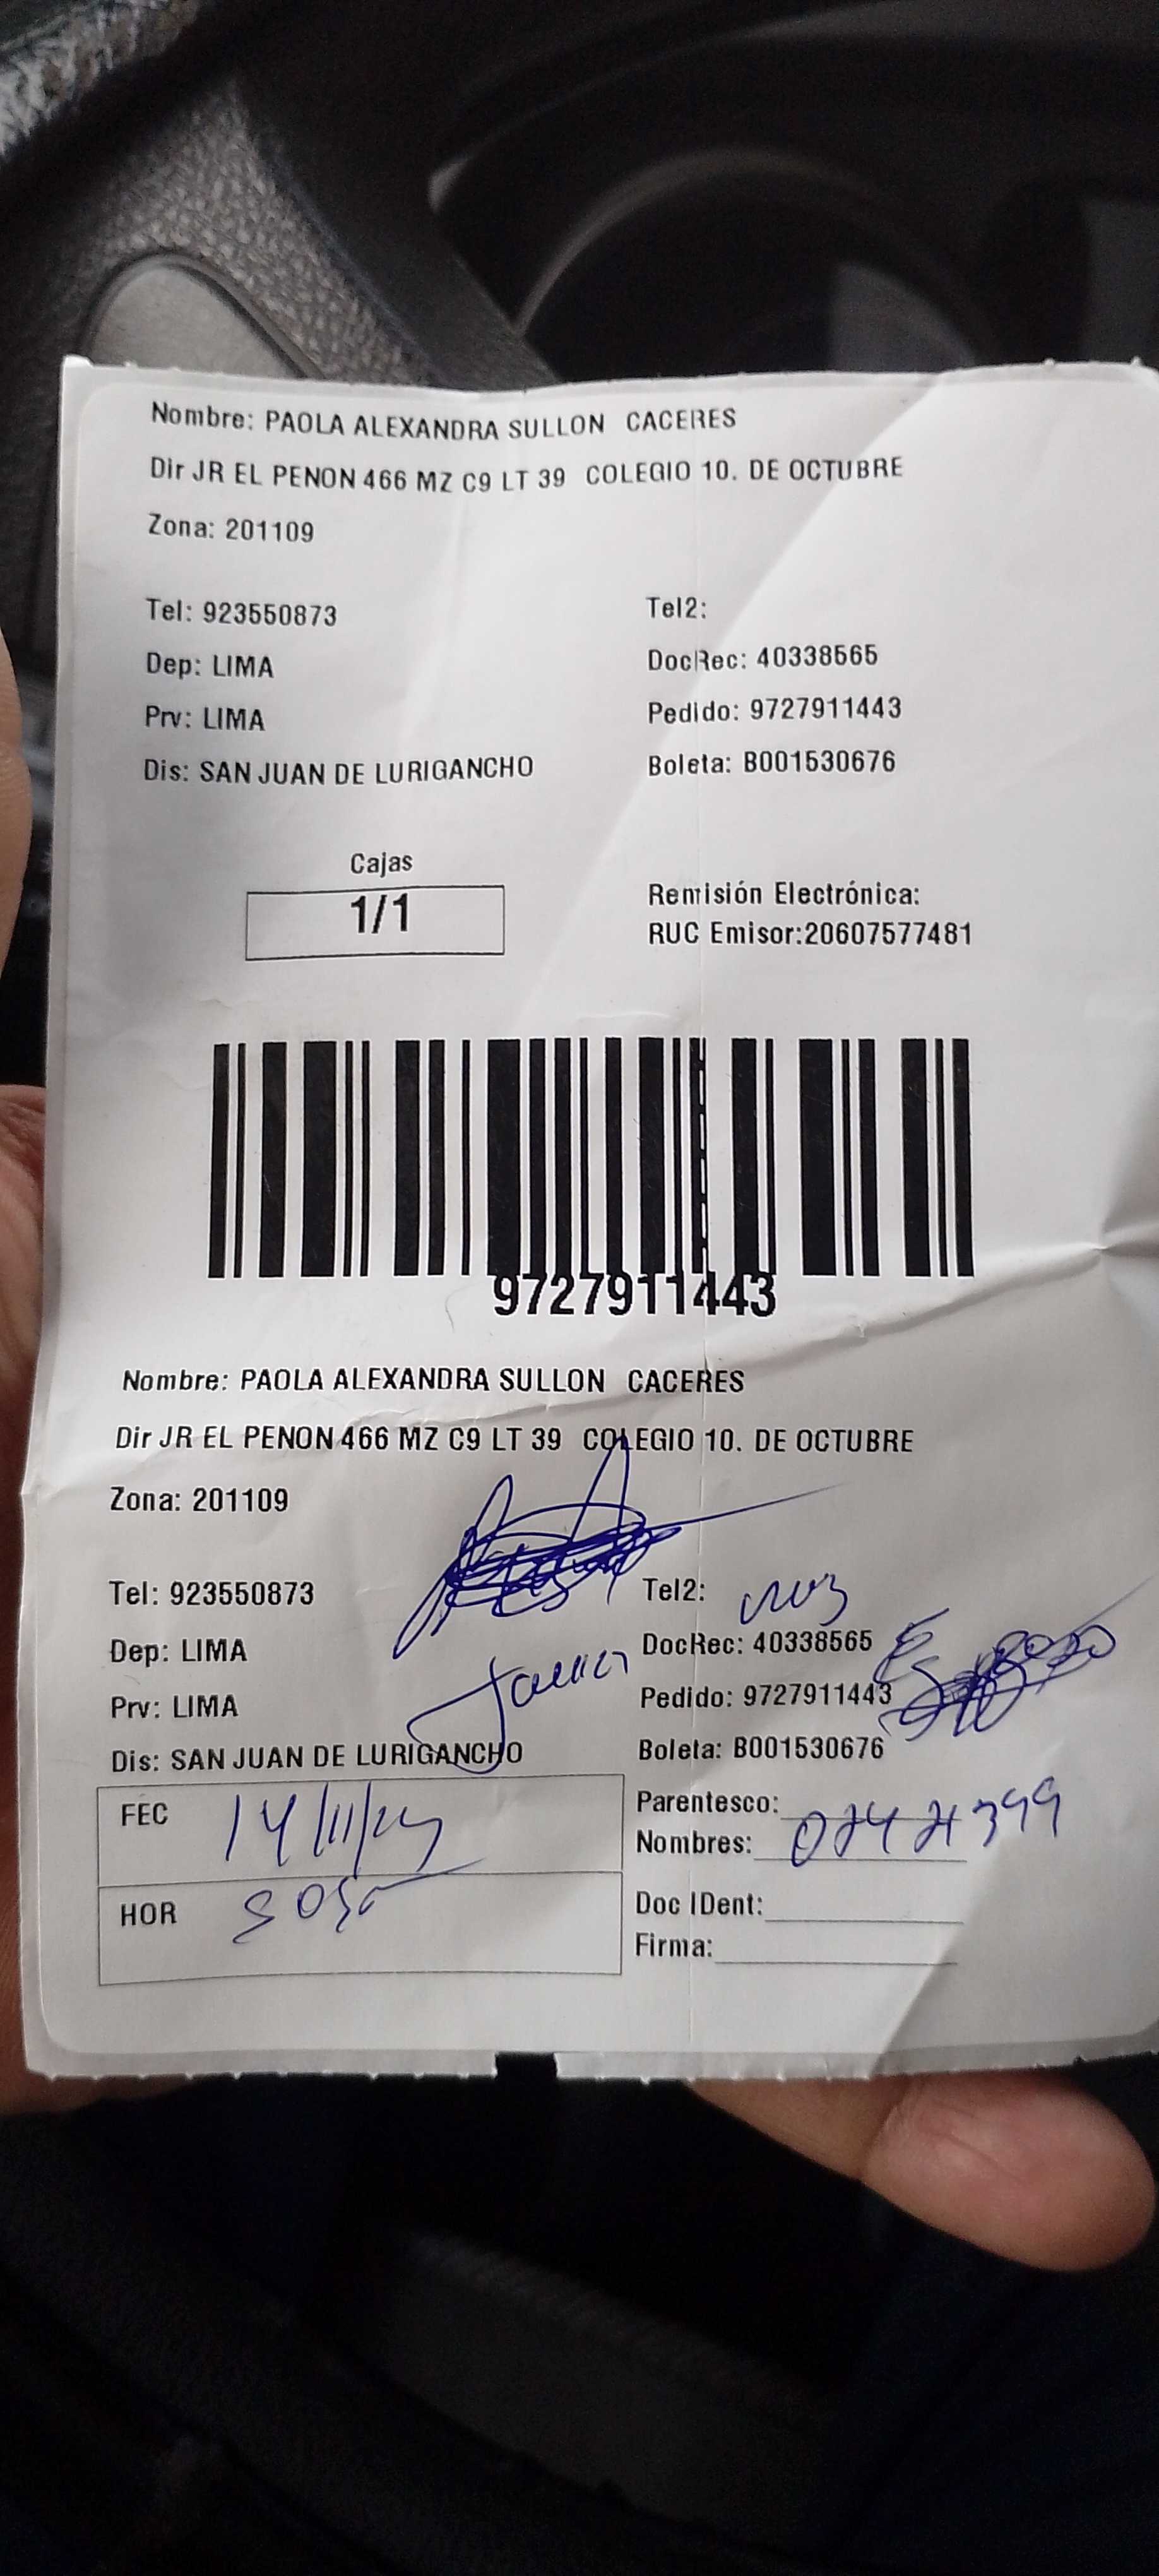 Nombre: PAOLA ALEXANDRA SULLON CACERES
Dir JR EL PENON 466 MZ C9 LT 39 COLEGIO 10. DE OCTUBRE
Zona: 201109
Tel: 923550873 Tel2:
Dep: LIMA DocRec: 40338565
Prv: LIMA Pedido: 9727911443
Dis: SAN JUAN DE LURIGANCHO Boleta: B001530676
Cajas
1/1
Remisión Electrónica:
RUC Emisor:20607577481
9727911443
Nombre: PAOLA ALEXANDRA SULLON CACERES
Dir JR EL PENON 466 MZ C9 LT 39 COLEGIO 10. DE OCTUBRE
Zona: 201109
Tel: 923550873 Tel2:
Dep: LIMA DocRec: 40338565
Javier
Prv: LIMA Pedido: 9727911443
Dis: SAN JUAN DE LURIGANCHO Boleta: B001530676
FEC Parentesco:
Nombres:
HOR Doc IDent:
Firma: